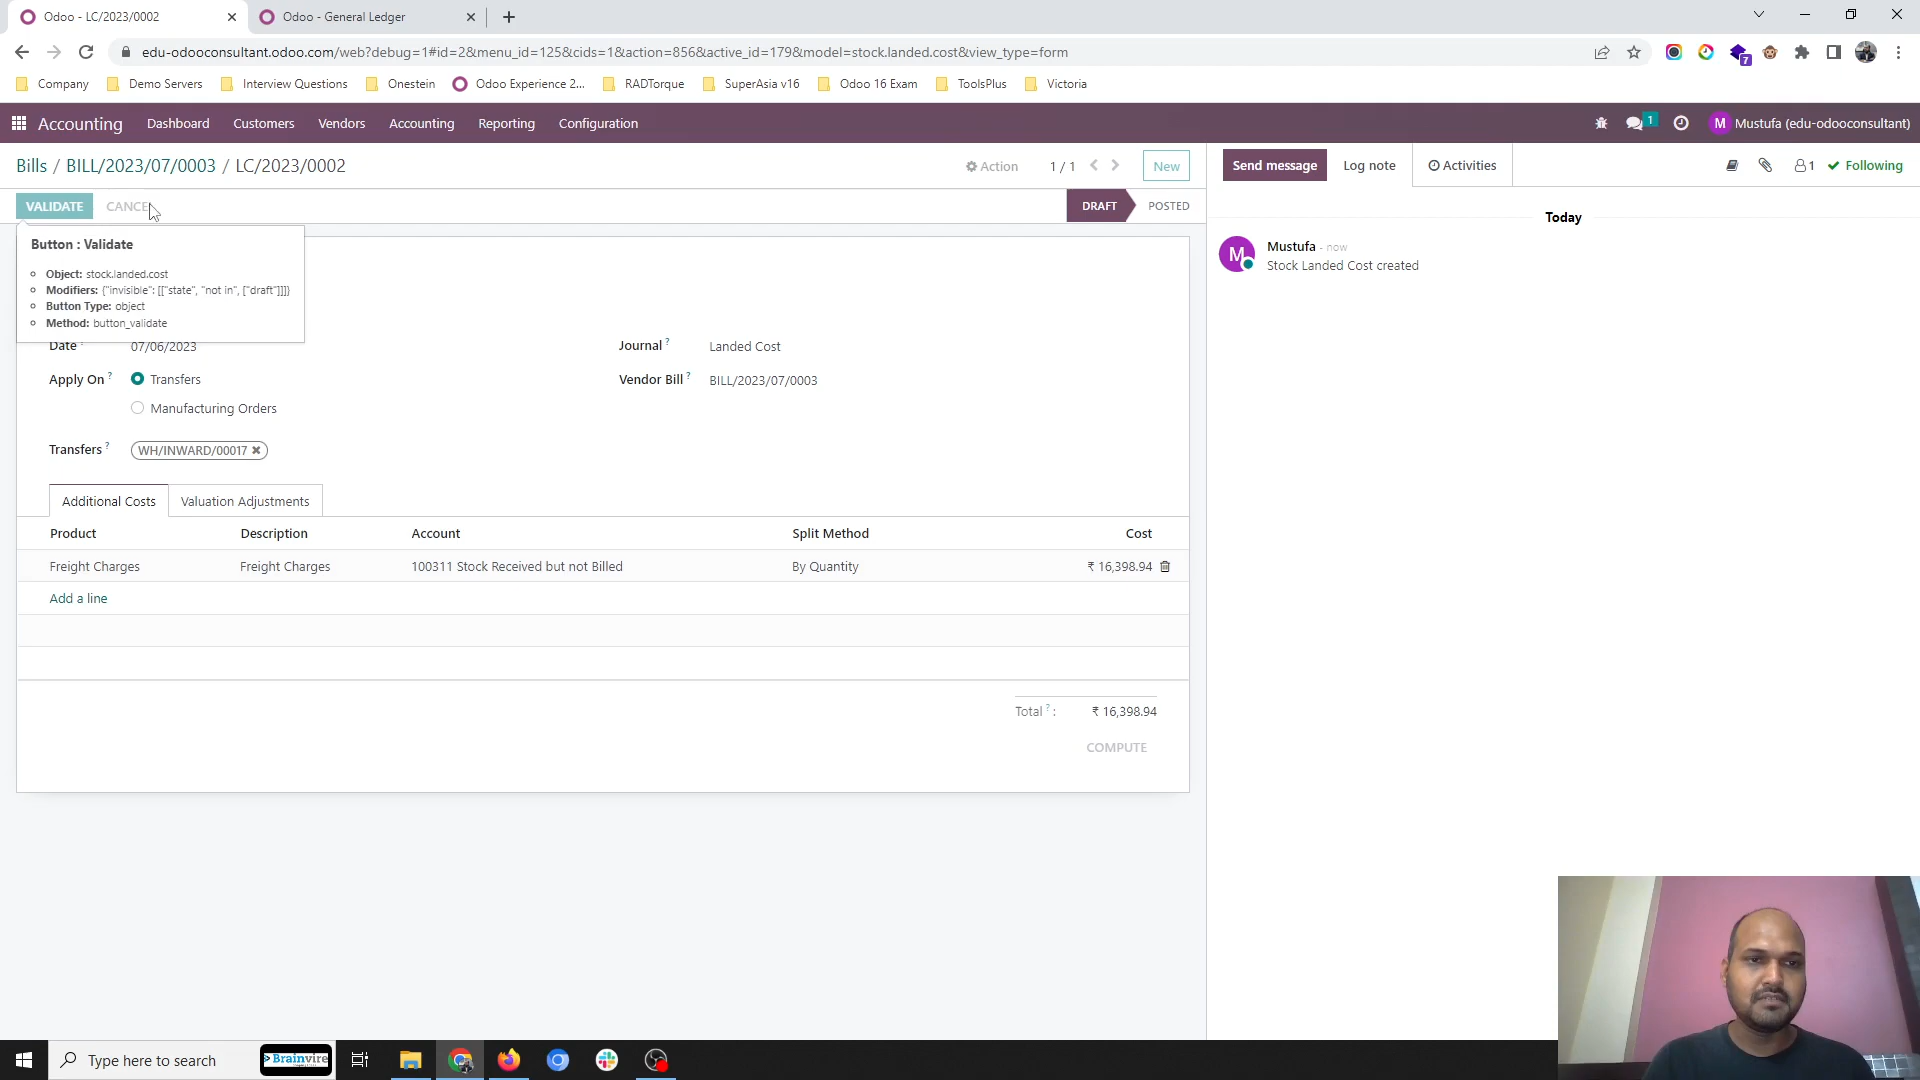 Odoo - LC/2023/0002
Odoo - General Ledger
edu-odooconsultant.odoo.com/web?debug=1#id=2&menu_id=125&cids=1&action=856&active_id=179&model=stock.landed.cost&view_type=form
7
Company
Demo Servers
Interview Questions
Onestein
Odoo Experience 2...
RADTorque
SuperAsia v16
Odoo 16 Exam
ToolsPlus
Victoria
Accounting
Dashboard
Customers
Vendors
Accounting
Reporting
Configuration
1
M
Mustufa (edu-odooconsultant)
Bills / BILL/2023/07/0003 / LC/2023/0002
Action
1 / 1
New
Send message
Log note
Activities
1
Following
VALIDATE
CANCE
DRAFT
POSTED
Today
Button : Validate
Object: stock.landed.cost
Modifiers: {"invisible": [["state", "not in", ["draft"]]]}
Button Type: object
Method: button_validate
M
Mustufa - now
Stock Landed Cost created
Date
07/06/2023
Journal ?
Landed Cost
Apply On ?
Transfers
Manufacturing Orders
Vendor Bill ?
BILL/2023/07/0003
Transfers ?
WH/INWARD/00017
Additional Costs
Valuation Adjustments
Product
Description
Account
Split Method
Cost
Freight Charges
Freight Charges
100311 Stock Received but not Billed
By Quantity
₹ 16,398.94
Add a line
Total ? :
₹ 16,398.94
COMPUTE
Type here to search
Brainvire